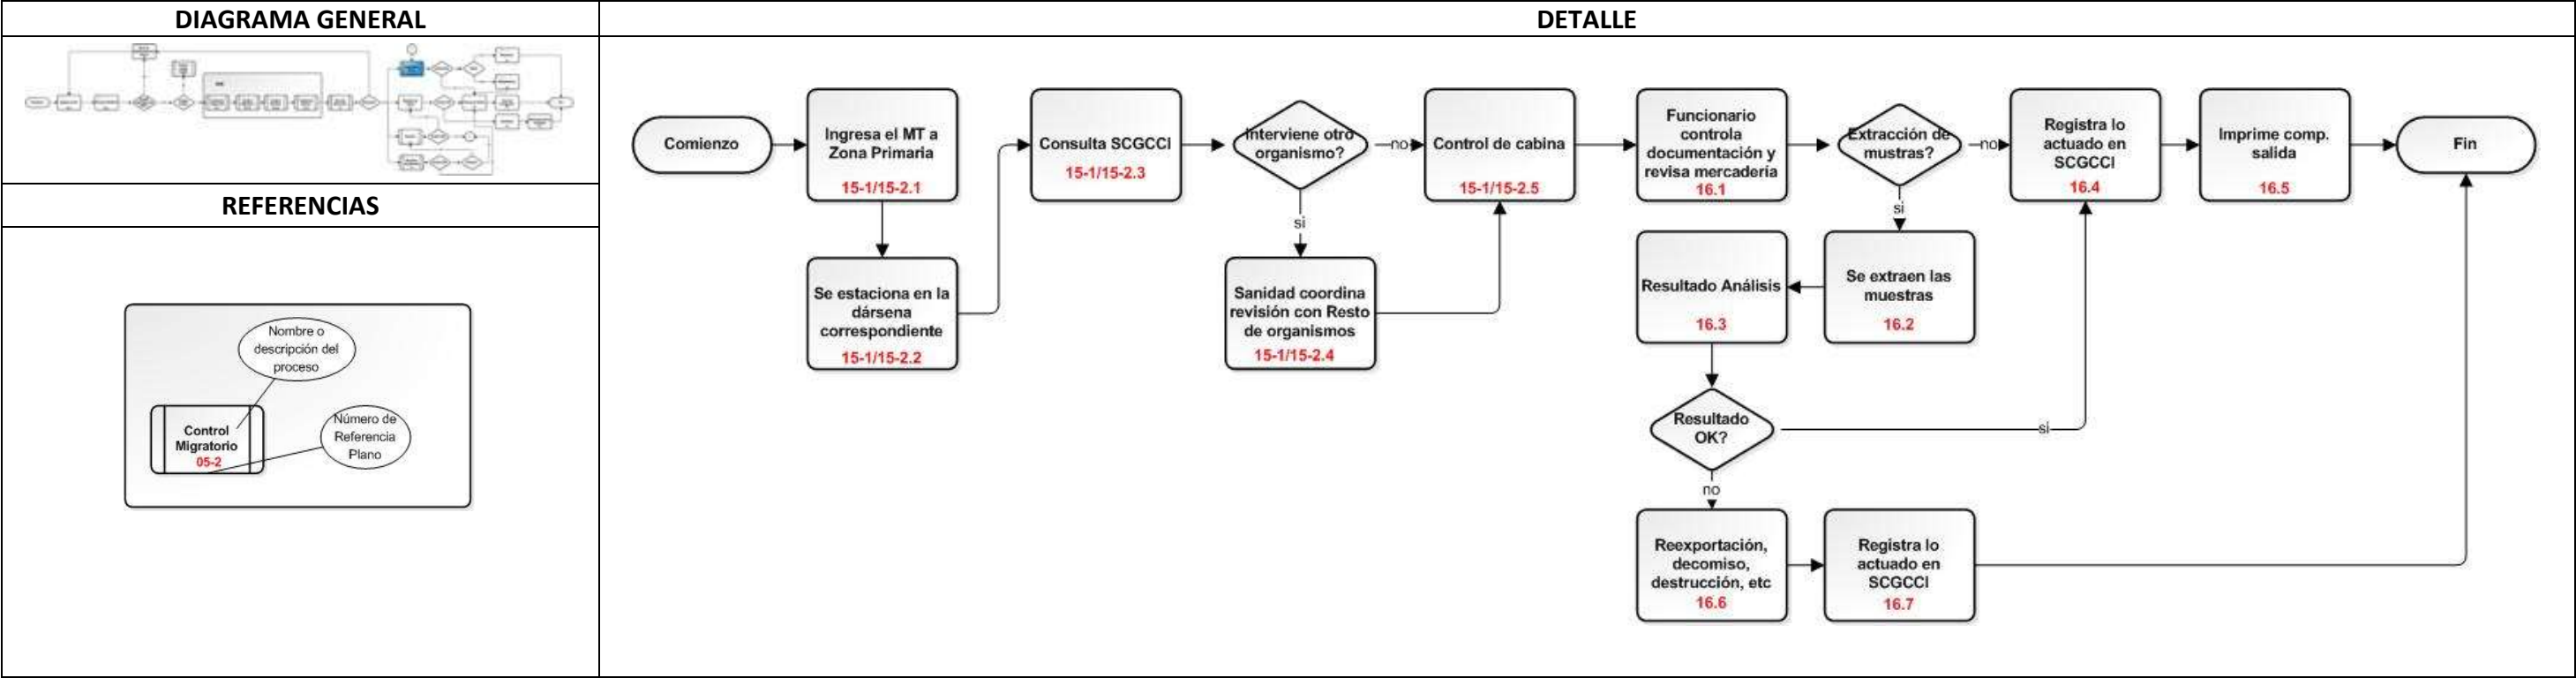 DIAGRAMA GENERAL
DETALLE
REFERENCIAS
Nombre o
descripción del
proceso
Control
Migratorio
05-2
Número de
Referencia
Plano
Comienzo
Ingresa el MT a
Zona Primaria
15-1/15-2.1
Se estaciona en la
dársena
correspondiente
15-1/15-2.2
Consulta SCGCCI
15-1/15-2.3
Interviene otro
organismo?
no
si
Sanidad coordina
revisión con Resto
de organismos
15-1/15-2.4
Control de cabina
15-1/15-2.5
Funcionario
controla
documentación y
revisa mercadería
16.1
Extracción de
mustras?
no
si
Se extraen las
muestras
16.2
Resultado Análisis
16.3
Resultado
OK?
si
no
Registra lo
actuado en
SCGCCI
16.4
Imprime comp.
salida
16.5
Fin
Reexportación,
decomiso,
destrucción, etc
16.6
Registra lo
actuado en
SCGCCI
16.7